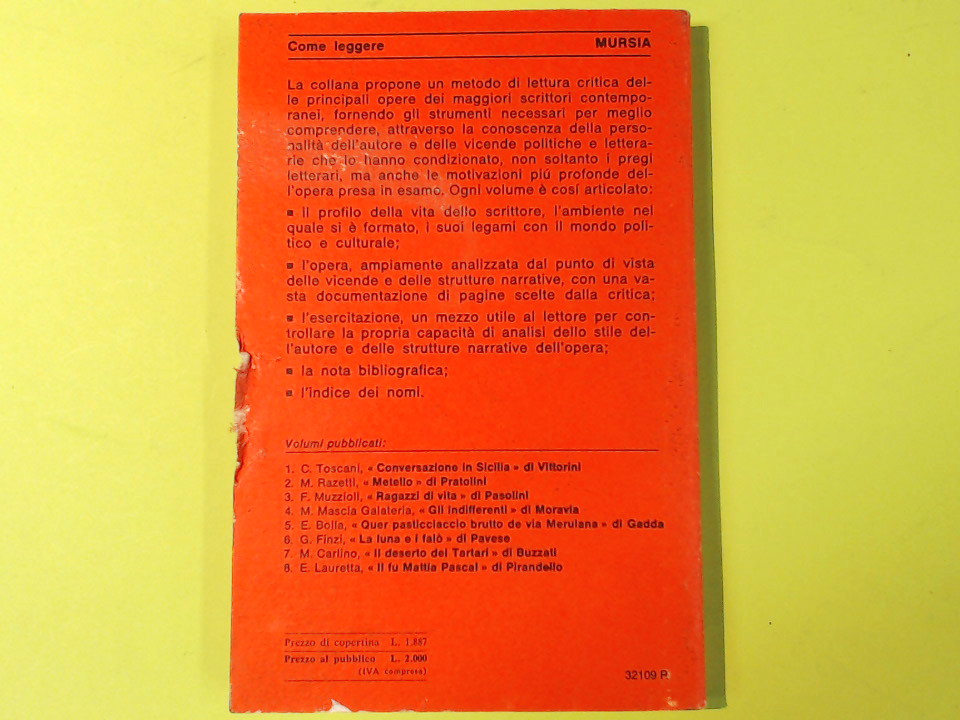 Come leggere MURSIA
La collana propone un metodo di lettura critica del-
le principali opere dei maggiori scrittori contempo-
ranei, fornendo gli strumenti necessari per meglio
comprendere, attraverso la conoscenza della perso-
nalità dell'autore e delle vicende politiche e lettera-
rie che lo hanno condizionato, non soltanto i pregi
letterari, ma anche le motivazioni piú profonde del-
l'opera presa in esame. Ogni volume è cosí articolato:
▪ il profilo della vita dello scrittore, l'ambiente nel
quale si è formato, i suoi legami con il mondo poli-
tico e culturale;
▪ l'opera, ampiamente analizzata dal punto di vista
delle vicende e delle strutture narrative, con una va-
sta documentazione di pagine scelte dalla critica;
▪ l'esercitazione, un mezzo utile al lettore per con-
trollare la propria capacità di analisi dello stile del-
l'autore e delle strutture narrative dell'opera;
▪ la nota bibliografica;
▪ l'indice dei nomi.
Volumi pubblicati:
1. C. Toscani, « Conversazione in Sicilia » di Vittorini
2. M. Razetti, « Metello » di Pratolini
3. F. Muzzioli, « Ragazzi di vita » di Pasolini
4. M. Mascia Galateria, « Gli indifferenti » di Moravia
5. E. Bolla, « Quer pasticciaccio brutto de via Merulana » di Gadda
6. G. Finzi, « La luna e i falò » di Pavese
7. M. Carlino, « Il deserto dei Tartari » di Buzzati
8. E. Lauretta, « Il fu Mattia Pascal » di Pirandello
Prezzo di copertina L. 1.887
Prezzo al pubblico L. 2.000
(IVA compresa)
32109 R